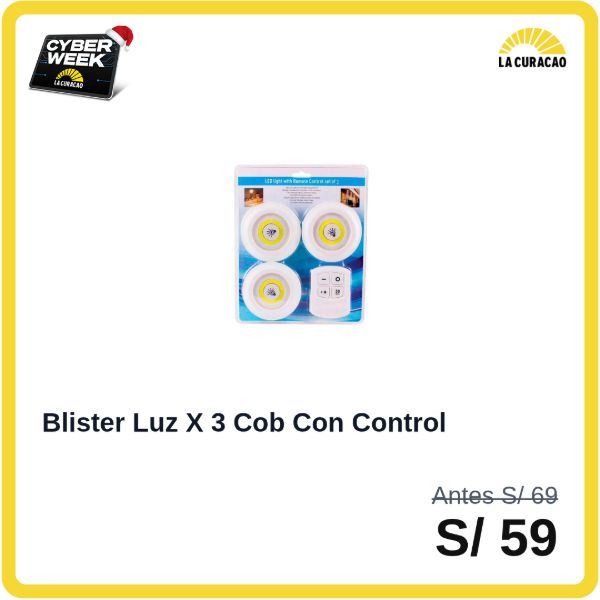 CYBER
WEEK
LA CURACAO
LA CURACAO
LED light with Remote Control set of 3
Blister Luz X 3 Cob Con Control
Antes S/ 69
S/ 59